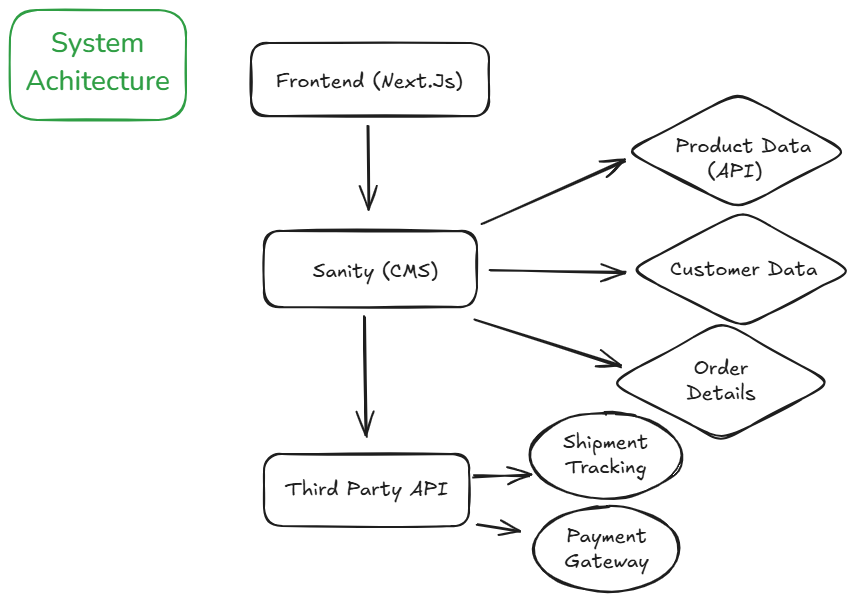 System
Achitecture
Frontend (Next.Js)
Product Data
(API)
Sanity (CMS)
Customer Data
Order
Details
Shipment
Tracking
Third Party API
Payment
Gateway